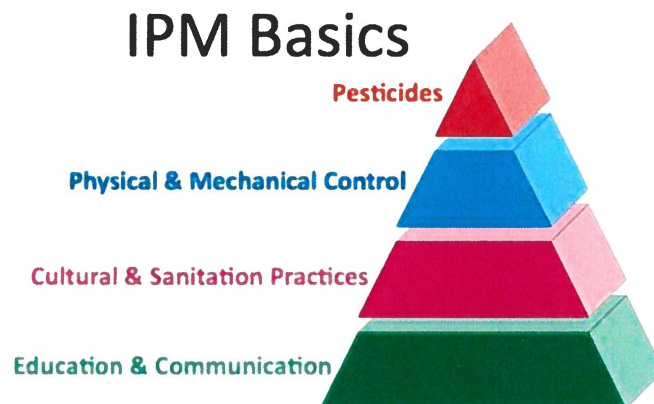 IPM Basics
Pesticides
Physical & Mechanical Control
Cultural & Sanitation Practices
Education & Communication